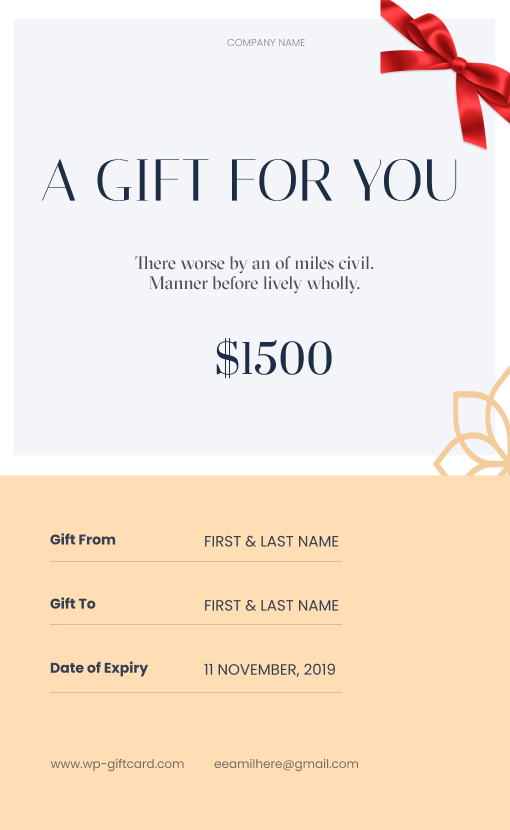 COMPANY NAME
A GIFT FOR YOU
There worse by an of miles civil.
Manner before lively wholly.
$1500
Gift From FIRST & LAST NAME
Gift To FIRST & LAST NAME
Date of Expiry 11 NOVEMBER, 2019
www.wp-giftcard.com eeamilhere@gmail.com